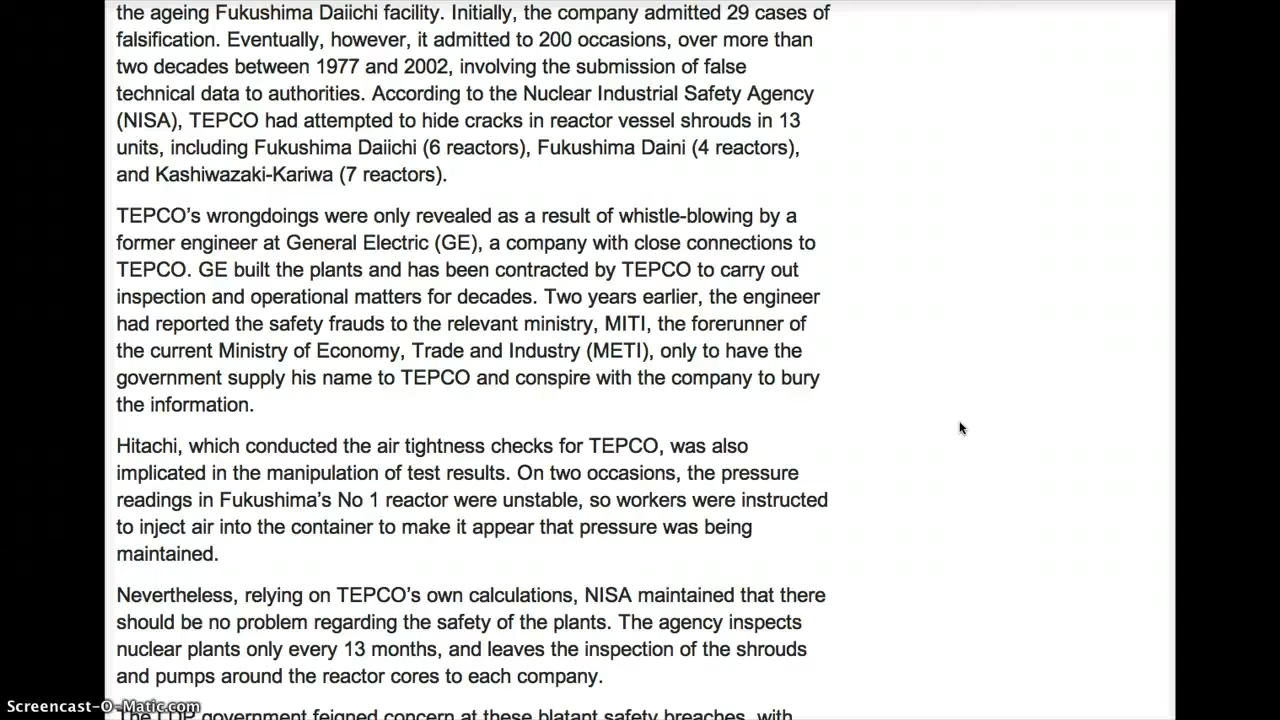 the ageing Fukushima Daiichi facility. Initially, the company admitted 29 cases of
falsification. Eventually, however, it admitted to 200 occasions, over more than
two decades between 1977 and 2002, involving the submission of false
technical data to authorities. According to the Nuclear Industrial Safety Agency
(NISA), TEPCO had attempted to hide cracks in reactor vessel shrouds in 13
units, including Fukushima Daiichi (6 reactors), Fukushima Daini (4 reactors),
and Kashiwazaki-Kariwa (7 reactors).
TEPCO’s wrongdoings were only revealed as a result of whistle-blowing by a
former engineer at General Electric (GE), a company with close connections to
TEPCO. GE built the plants and has been contracted by TEPCO to carry out
inspection and operational matters for decades. Two years earlier, the engineer
had reported the safety frauds to the relevant ministry, MITI, the forerunner of
the current Ministry of Economy, Trade and Industry (METI), only to have the
government supply his name to TEPCO and conspire with the company to bury
the information.
Hitachi, which conducted the air tightness checks for TEPCO, was also
implicated in the manipulation of test results. On two occasions, the pressure
readings in Fukushima’s No 1 reactor were unstable, so workers were instructed
to inject air into the container to make it appear that pressure was being
maintained.
Nevertheless, relying on TEPCO’s own calculations, NISA maintained that there
should be no problem regarding the safety of the plants. The agency inspects
nuclear plants only every 13 months, and leaves the inspection of the shrouds
and pumps around the reactor cores to each company.
The LDP government feigned concern at these blatant safety breaches, with
Screencast-O-Matic.com